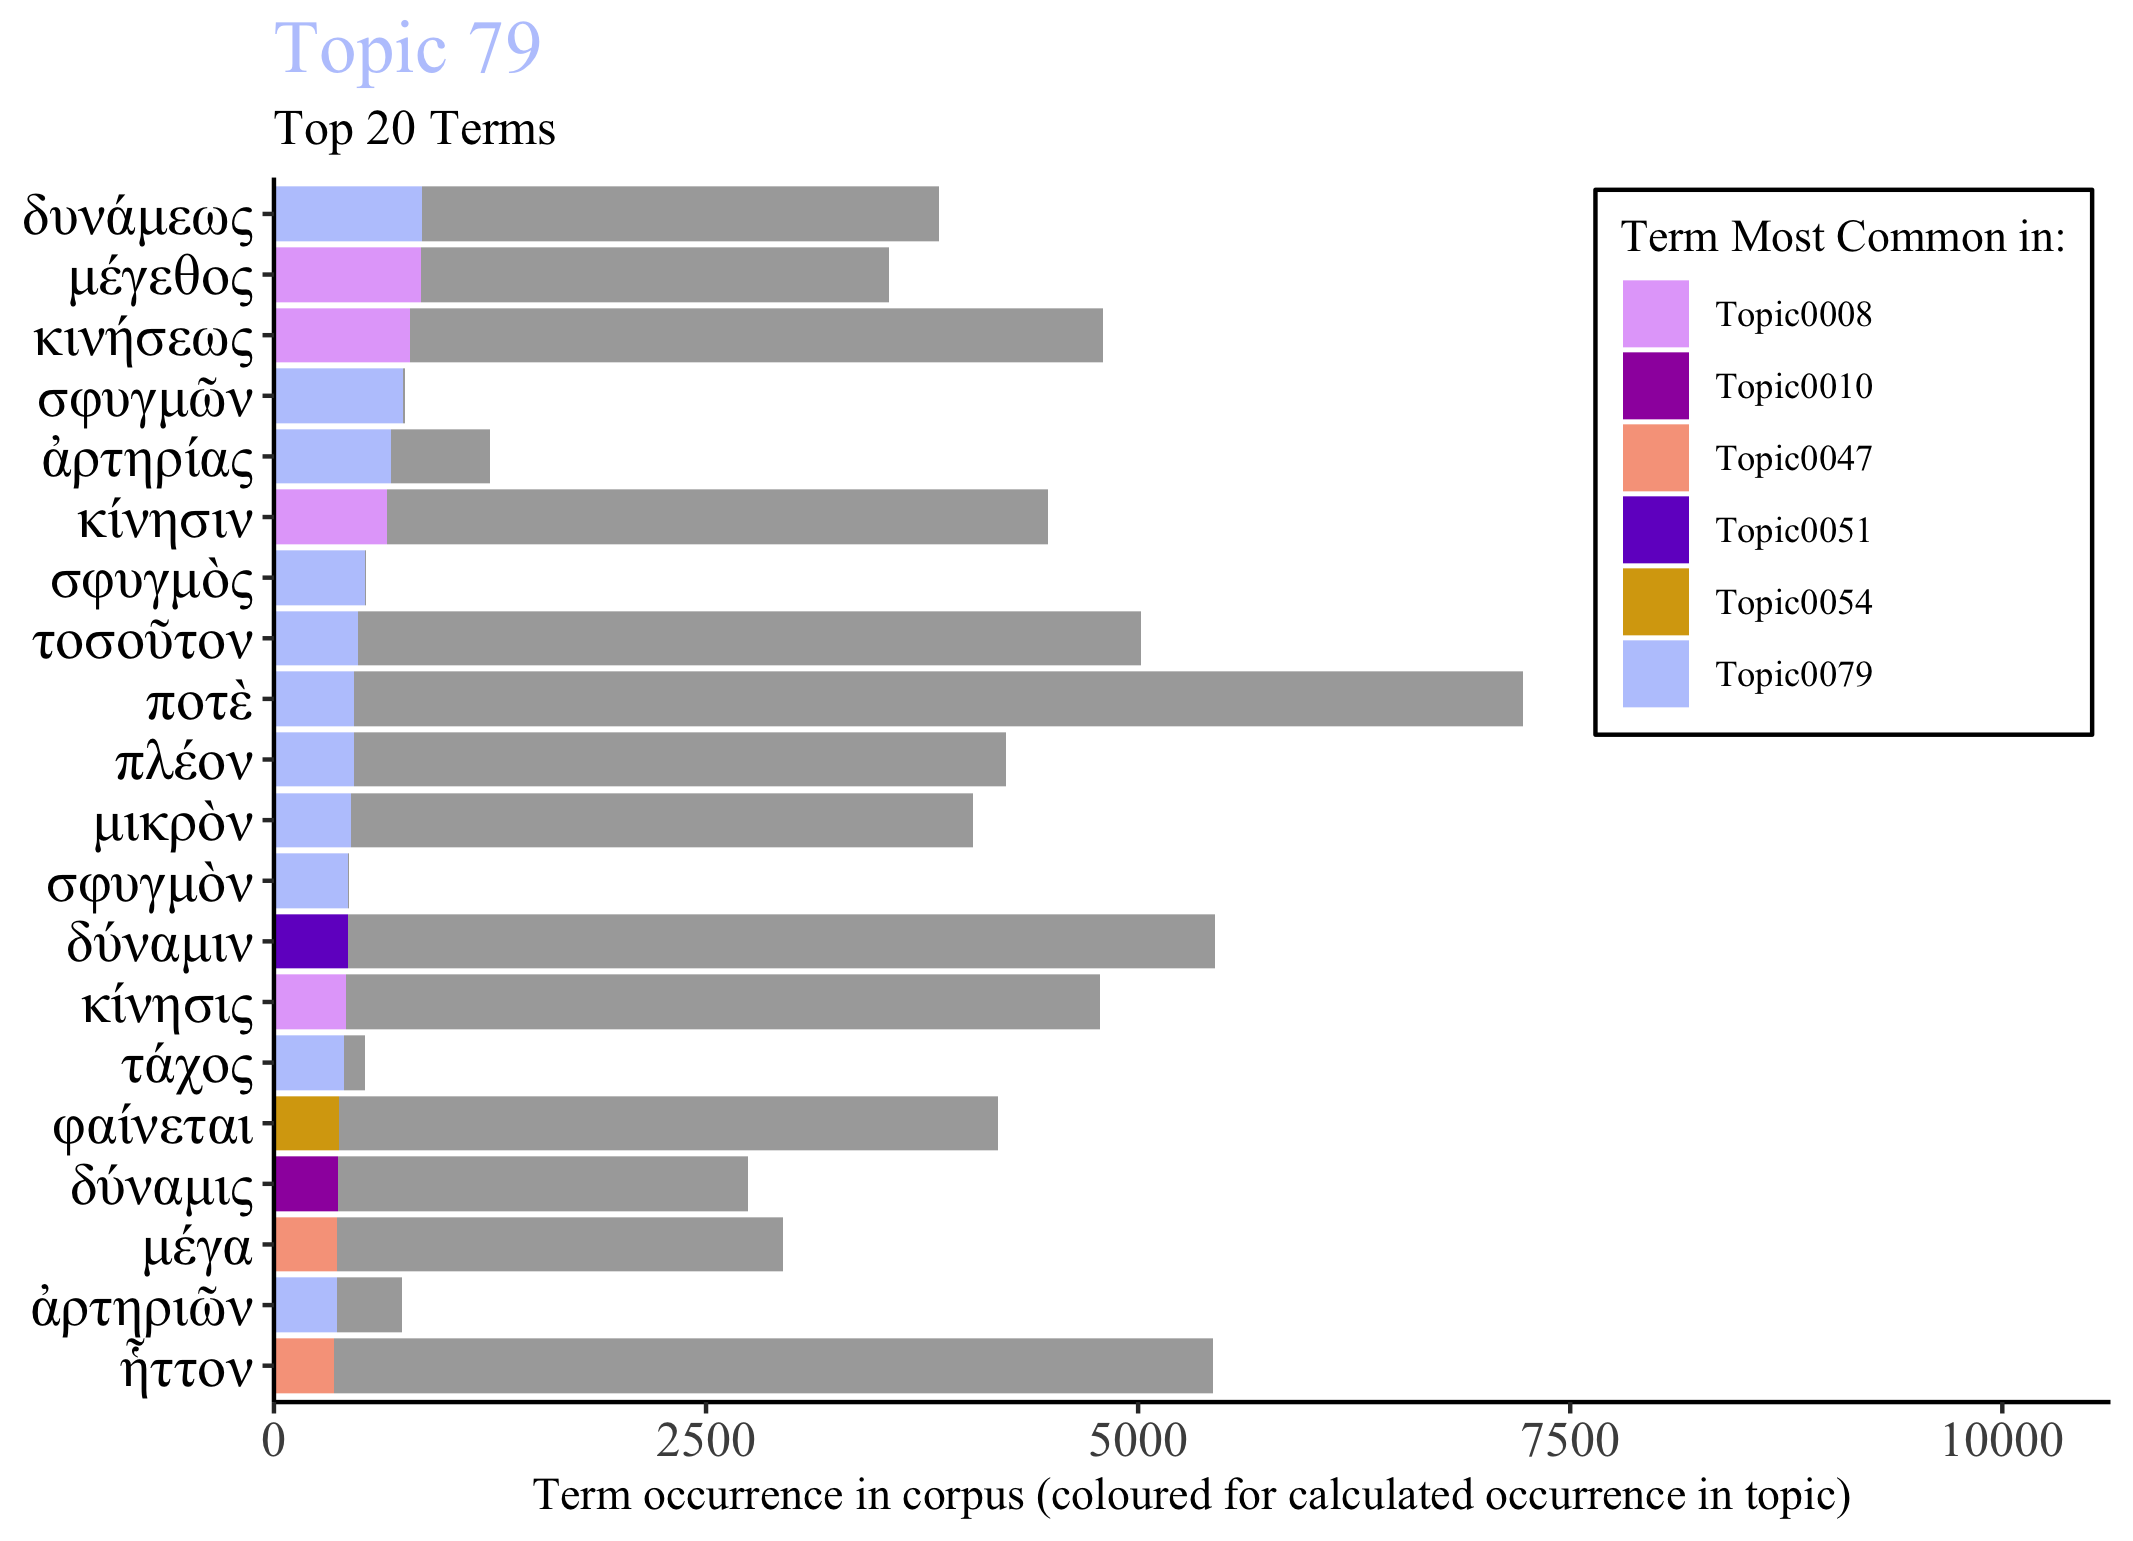 Topic 79
Top 20 Terms
δυνάμεως
μέγεθος
κινήσεως
σφυγμῶν
ἀρτηρίας
κίνησιν
σφυγμὸς
τοσοῦτον
ποτὲ
πλέον
μικρὸν
σφυγμὸν
δύναμιν
κίνησις
τάχος
φαίνεται
δύναμις
μέγα
ἀρτηριῶν
ἧττον
0 2500 5000 7500 10000
Term occurrence in corpus (coloured for calculated occurrence in topic)
Term Most Common in:
Topic0008
Topic0010
Topic0047
Topic0051
Topic0054
Topic0079